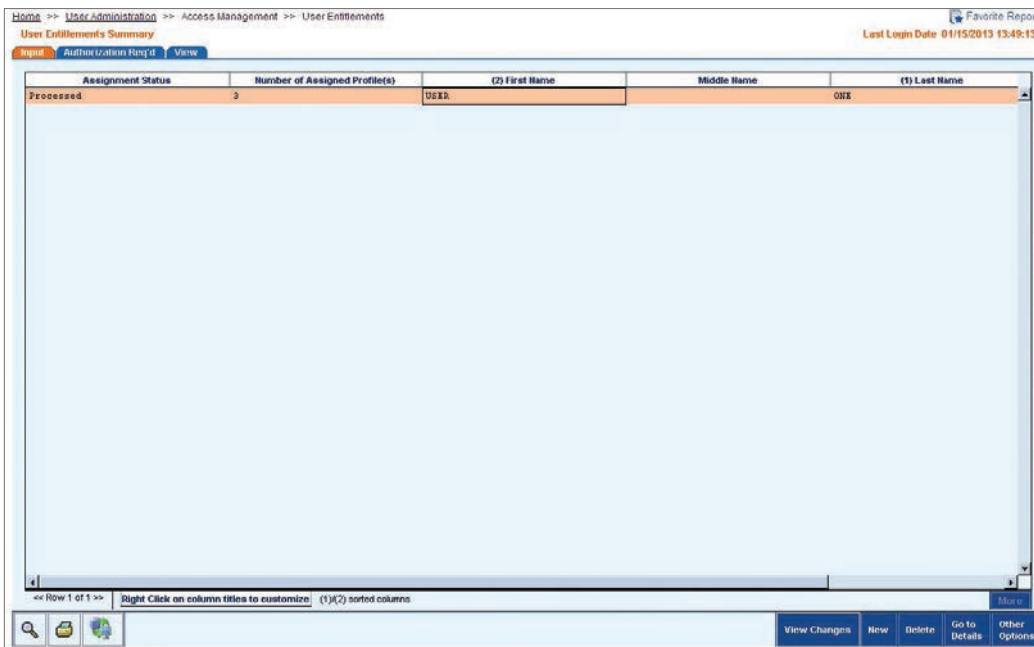 Home >> User Administration >> Access Management >> User Entitlements
Favorite Repor
User Entitlements Summary
Last Login Date 01/15/2013 13:49:13
Input Authorization Req'd View
Assignment Status Number of Assigned Profile(s) (2) First Name Middle Name (1) Last Name
Processed 3 USER ONE
<< Row 1 of 1 >> Right Click on column titles to customize (1)/(2) sorted columns More
View Changes New Delete Go to Details Other Options